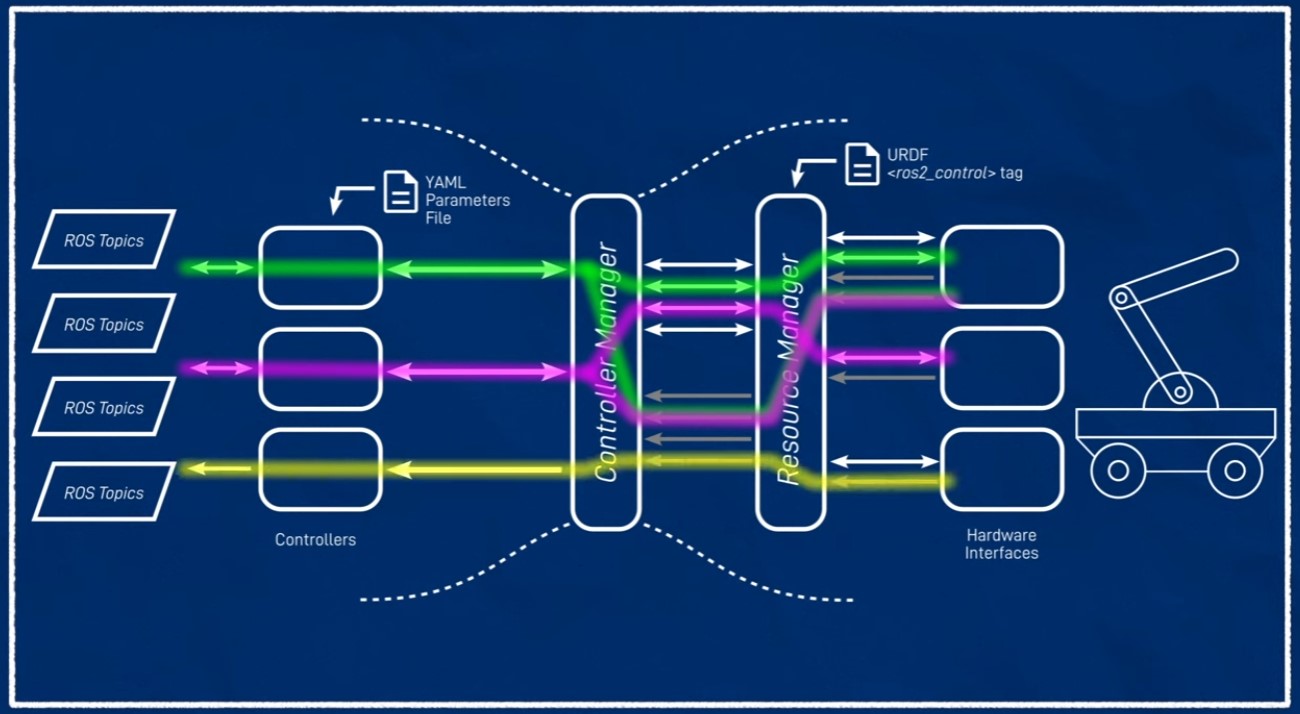 YAML
Parameters
File
URDF
<ros2_control> tag
ROS Topics
ROS Topics
ROS Topics
ROS Topics
Controller Manager
Resource Manager
Controllers
Hardware
Interfaces